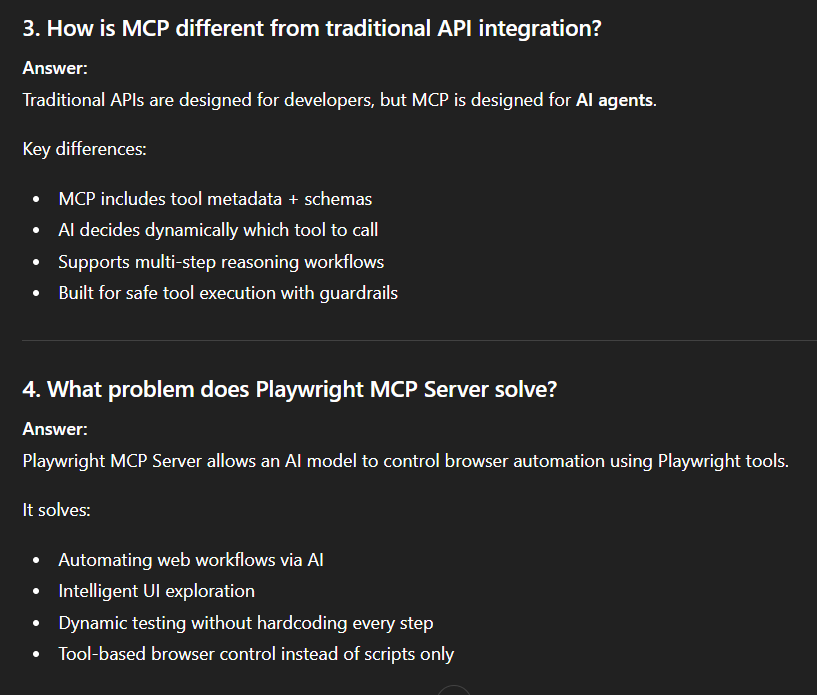 3. How is MCP different from traditional API integration?
Answer:
Traditional APIs are designed for developers, but MCP is designed for AI agents.
Key differences:
• MCP includes tool metadata + schemas
• AI decides dynamically which tool to call
• Supports multi-step reasoning workflows
• Built for safe tool execution with guardrails
4. What problem does Playwright MCP Server solve?
Answer:
Playwright MCP Server allows an AI model to control browser automation using Playwright tools.
It solves:
• Automating web workflows via AI
• Intelligent UI exploration
• Dynamic testing without hardcoding every step
• Tool-based browser control instead of scripts only